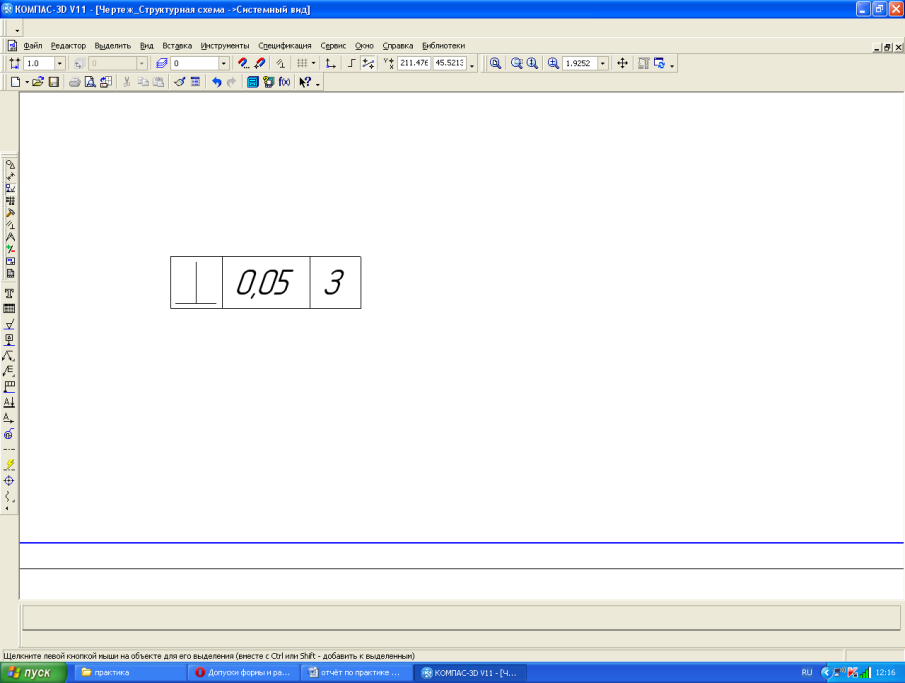 КОМПАС-3D V11 - [Чертеж_Структурная схема ->Системный вид]
Файл Редактор Выделить Вид Вставка Инструменты Спецификация Сервис Окно Справка Библиотеки
1.0 0 0 211.476 45.5213 1.9252
0,05 3
Щелкните левой кнопкой мыши на объекте для его выделения (вместе с Ctrl или Shift - добавить к выделенным)
пуск практика Допуски формы и ра... отчёт по практике ... КОМПАС-3D V11 - [Ч... RU 12:16